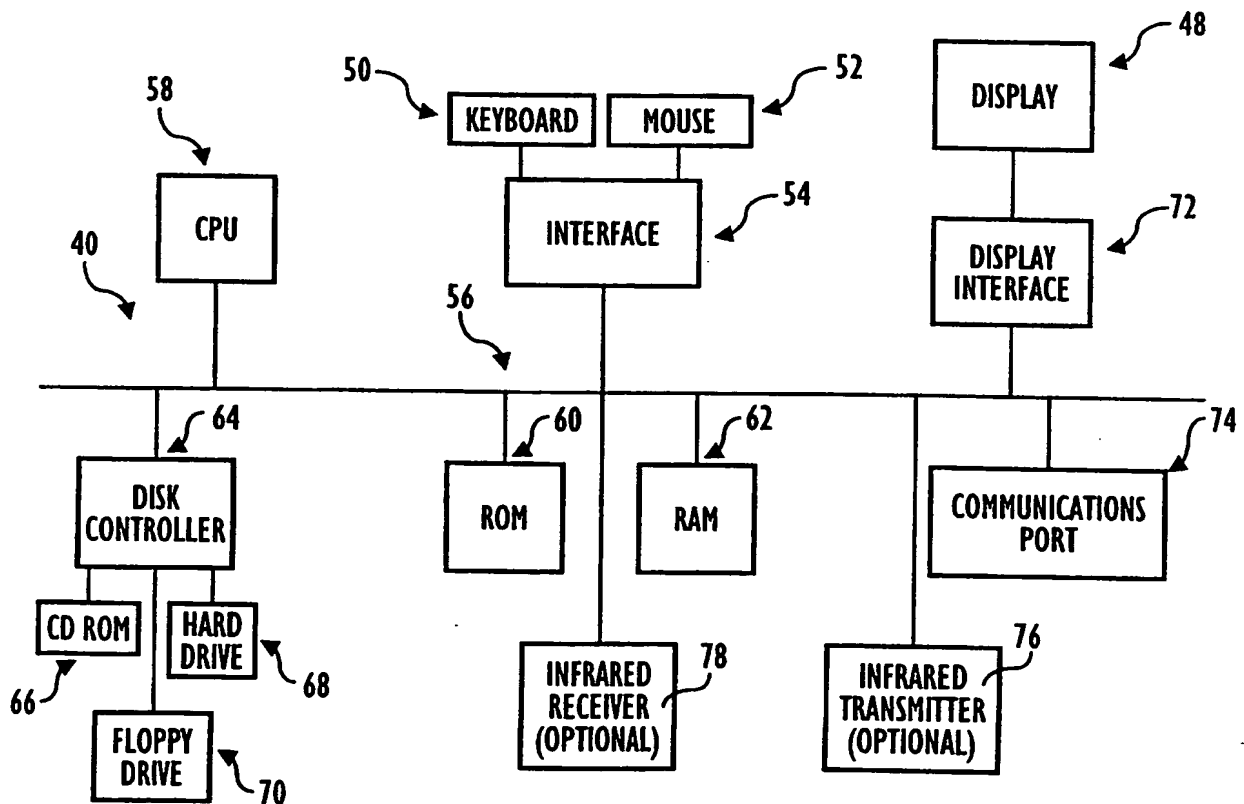 48
50
52
58
KEYBOARD
MOUSE
DISPLAY
54
CPU
INTERFACE
72
40
DISPLAY
INTERFACE
56
64
60
62
74
DISK
CONTROLLER
ROM
RAM
COMMUNICATIONS
PORT
CD ROM
HARD
DRIVE
66
68
INFRARED
RECEIVER
(OPTIONAL)
78
INFRARED
TRANSMITTER
(OPTIONAL)
76
FLOPPY
DRIVE
70